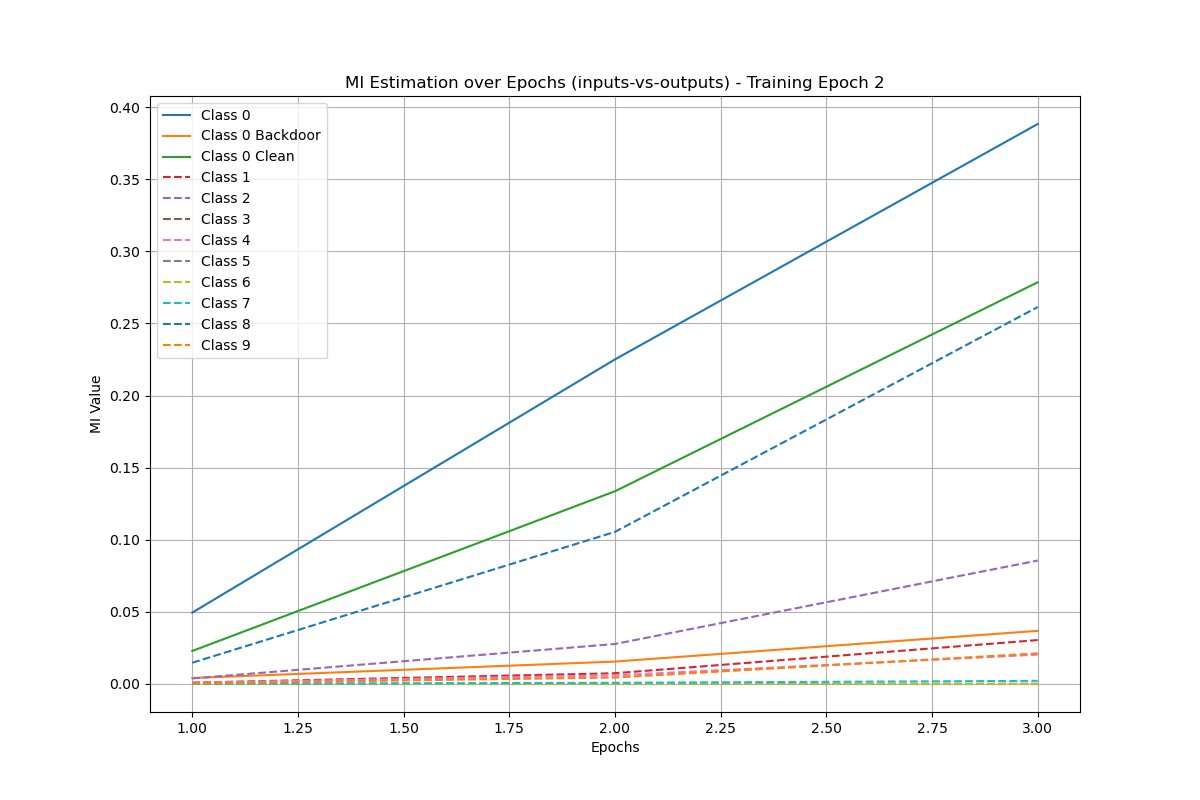 MI Estimation over Epochs (inputs-vs-outputs) - Training Epoch 2
0.40
0.35
0.30
0.25
0.20
0.15
0.10
0.05
0.00
MI Value
Class 0
Class 0 Backdoor
Class 0 Clean
Class 1
Class 2
Class 3
Class 4
Class 5
Class 6
Class 7
Class 8
Class 9
1.00 1.25 1.50 1.75 2.00 2.25 2.50 2.75 3.00
Epochs